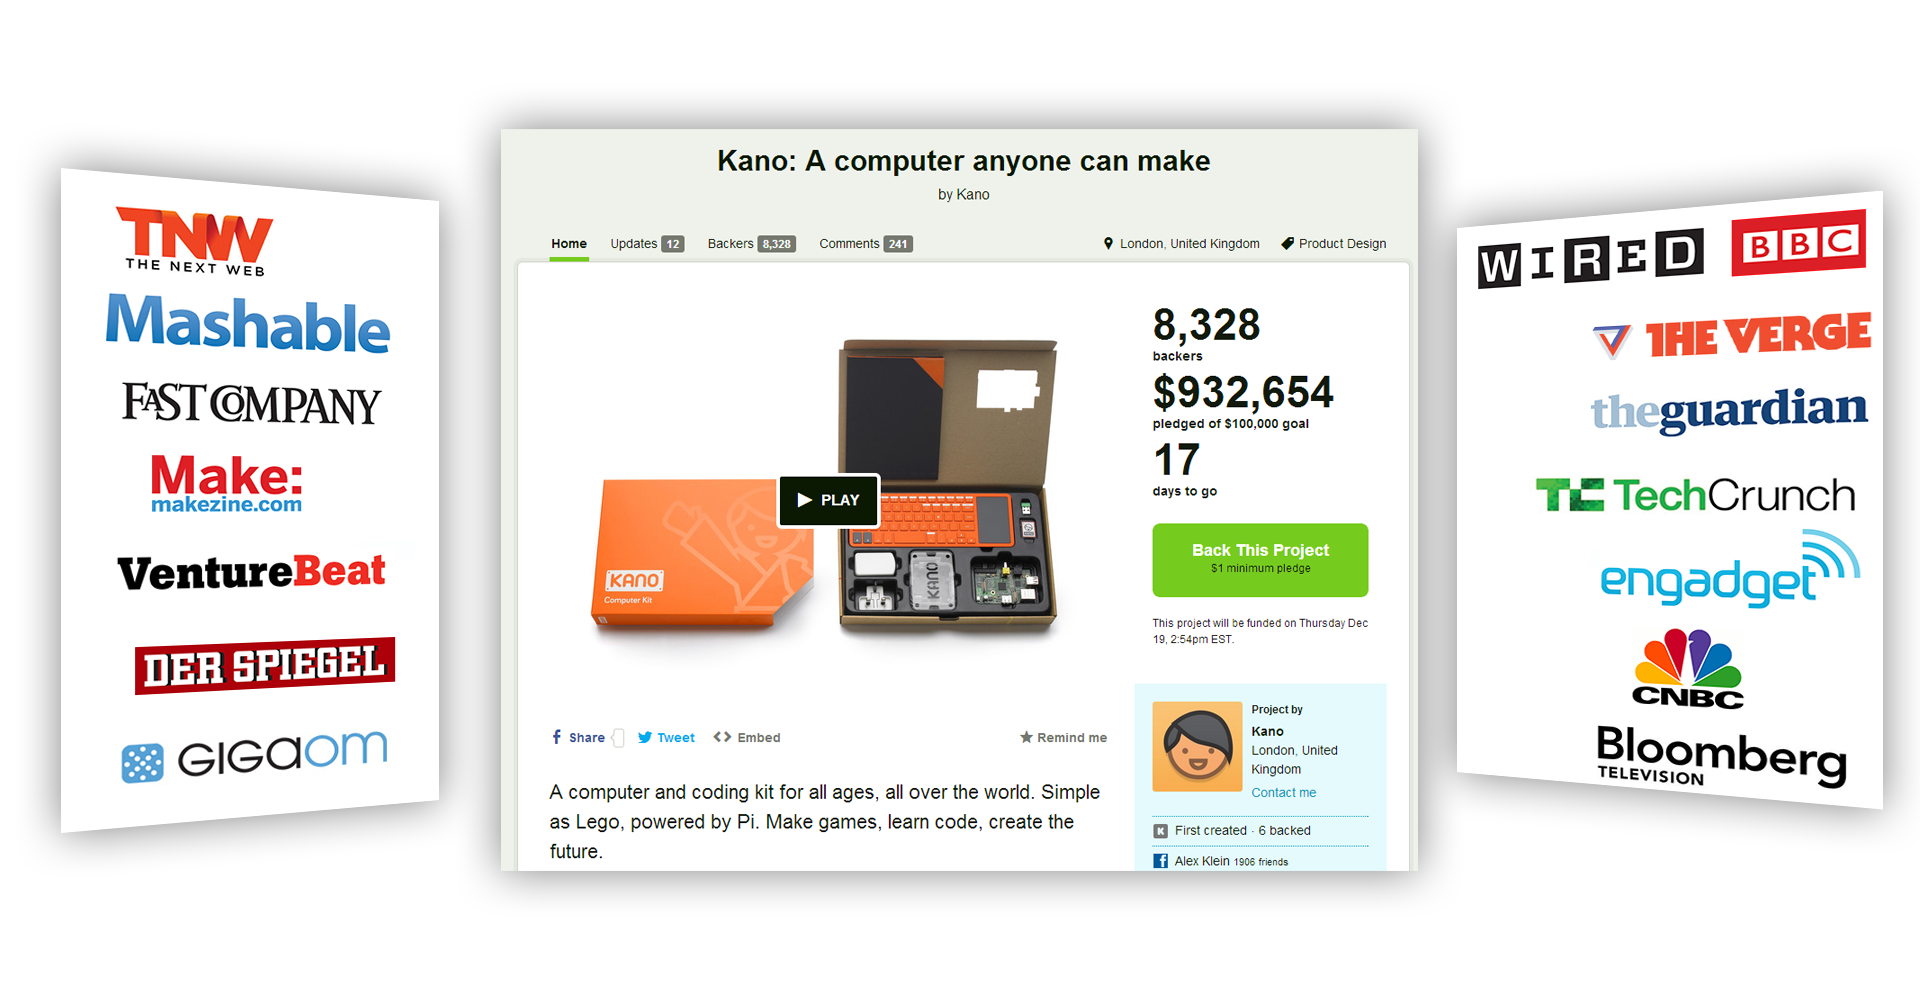 TNW
THE NEXT WEB
Mashable
FAST COMPANY
Make:
makezine.com
VentureBeat
DER SPIEGEL
GIGAOM
Kano: A computer anyone can make
by Kano
Home Updates 12 Backers 8,328 Comments 241 London, United Kingdom Product Design
8,328
backers
$932,654
pledged of $100,000 goal
17
days to go
PLAY
KANO
Computer Kit
KANO
Back This Project
$1 minimum pledge
This project will be funded on Thursday Dec
19, 2:54pm EST.
Share Tweet Embed Remind me
A computer and coding kit for all ages, all over the world. Simple
as Lego, powered by Pi. Make games, learn code, create the
future.
Project by
Kano
London, United
Kingdom
Contact me
K First created · 6 backed
f Alex Klein 1906 friends
WIRED BBC
THE VERGE
theguardian
TC TechCrunch
engadget
CNBC
Bloomberg
TELEVISION